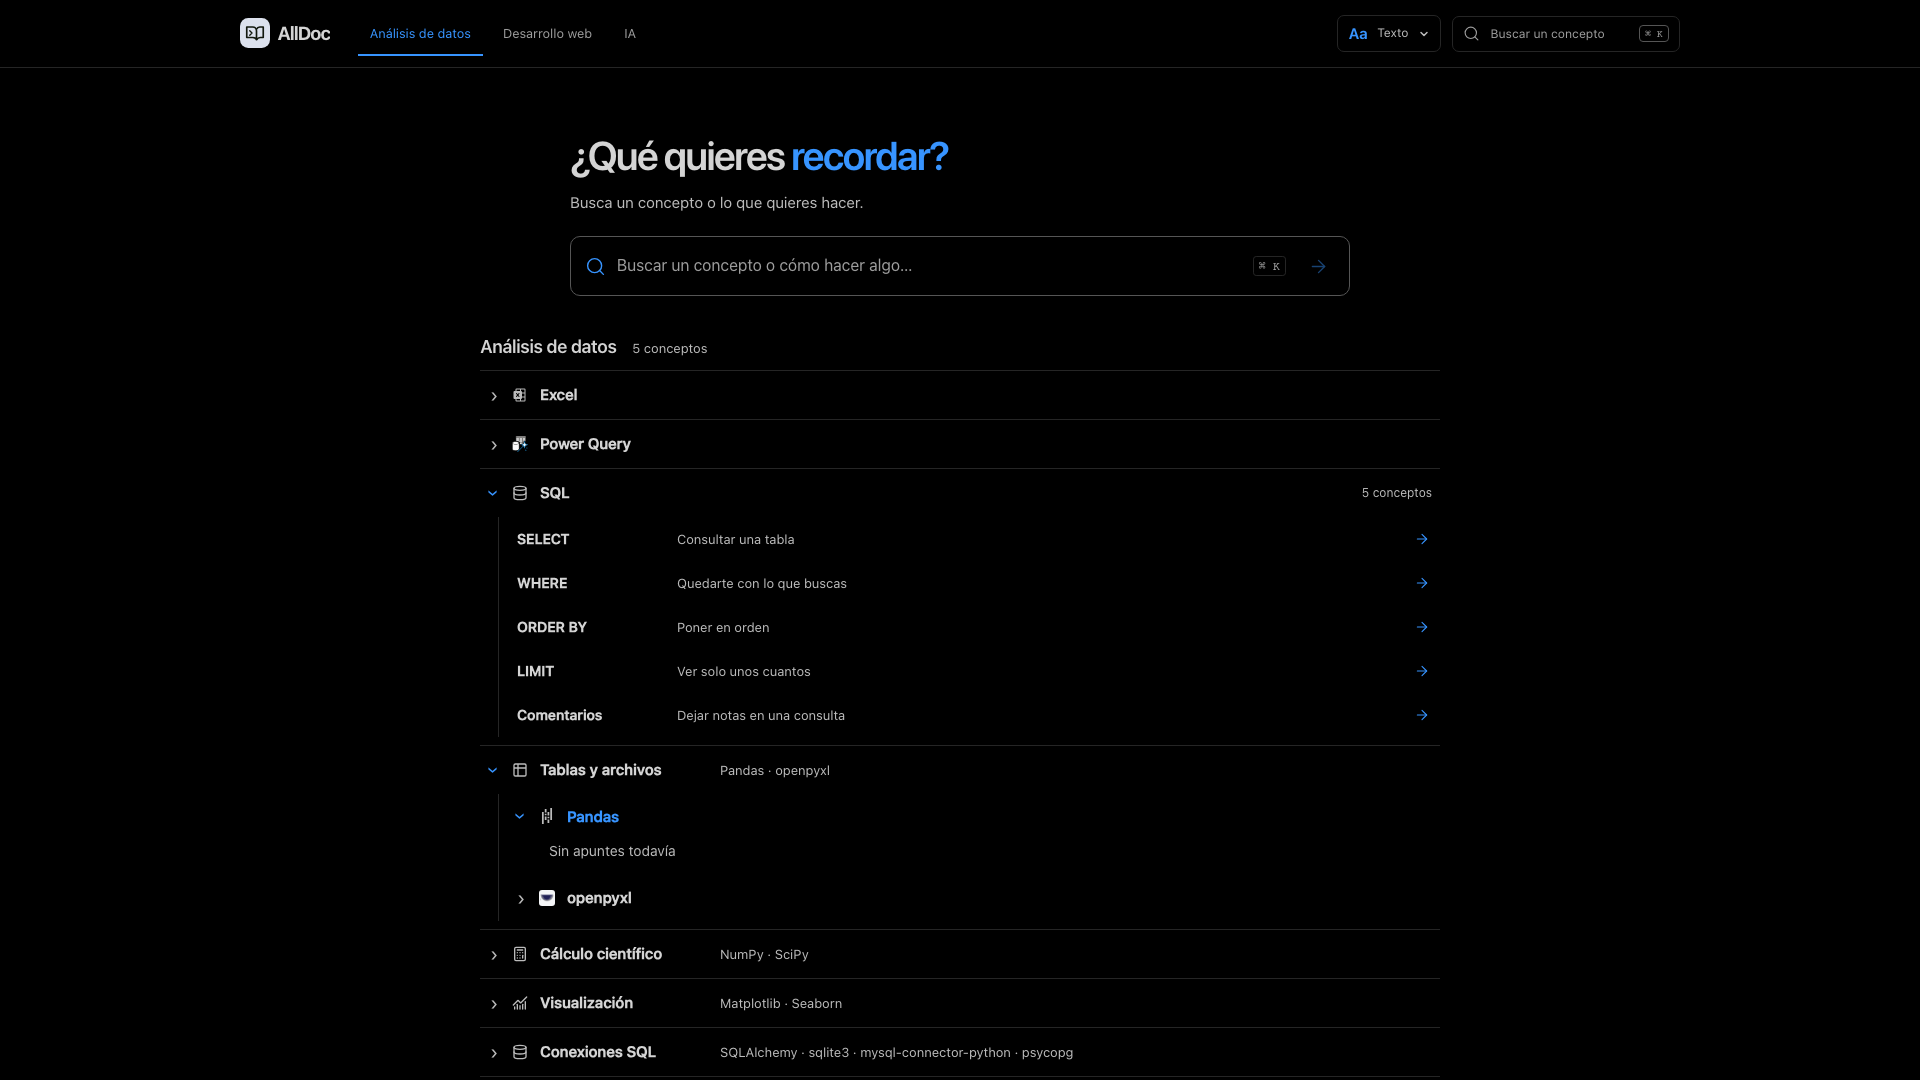 AllDoc
Análisis de datos
Desarrollo web
IA
Aa Texto
Buscar un concepto
⌘ K
¿Qué quieres recordar?
Busca un concepto o lo que quieres hacer.
Buscar un concepto o cómo hacer algo...
⌘ K
Análisis de datos 5 conceptos
Excel
Power Query
SQL 5 conceptos
SELECT Consultar una tabla
WHERE Quedarte con lo que buscas
ORDER BY Poner en orden
LIMIT Ver solo unos cuantos
Comentarios Dejar notas en una consulta
Tablas y archivos Pandas · openpyxl
Pandas
Sin apuntes todavía
openpyxl
Cálculo científico NumPy · SciPy
Visualización Matplotlib · Seaborn
Conexiones SQL SQLAlchemy · sqlite3 · mysql-connector-python · psycopg